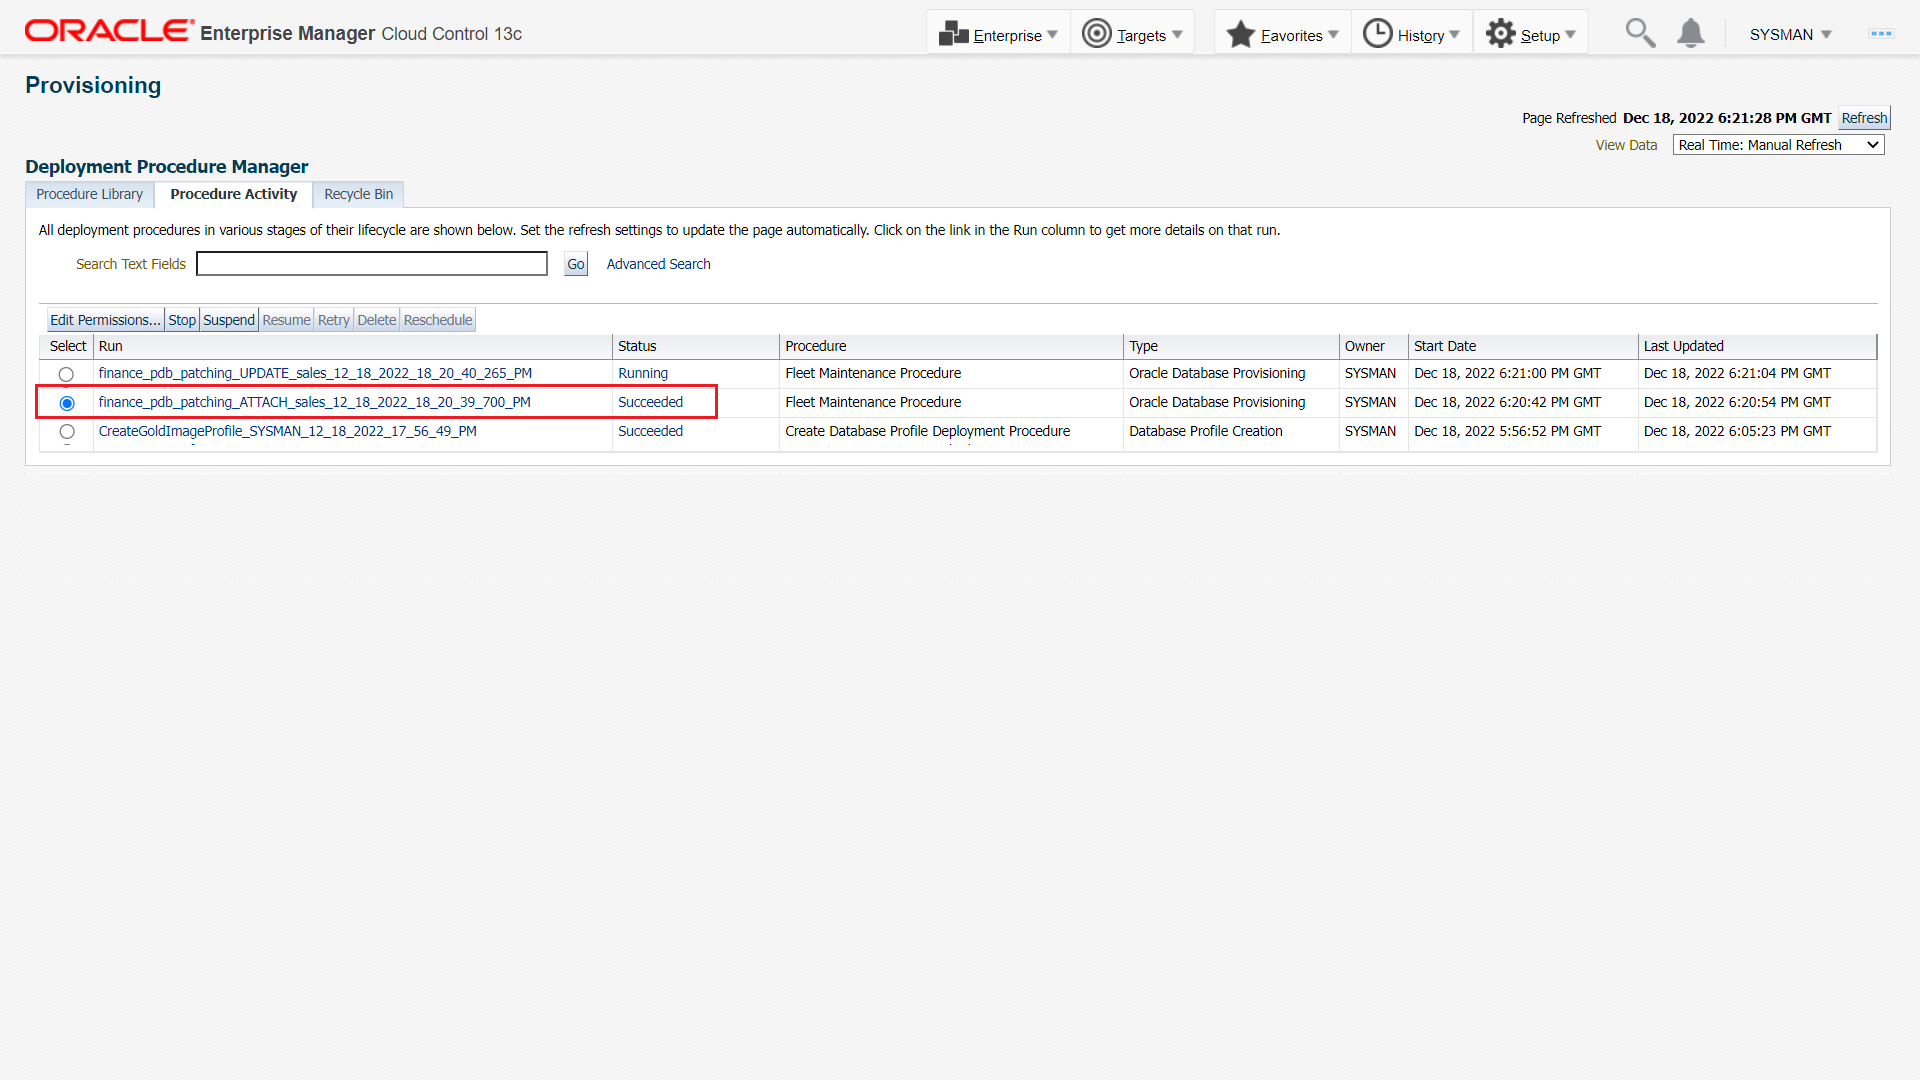 ORACLE Enterprise Manager Cloud Control 13c Enterprise Targets Favorites History Setup SYSMAN
Provisioning
Page Refreshed Dec 18, 2022 6:21:28 PM GMT Refresh
View Data Real Time: Manual Refresh
Deployment Procedure Manager
Procedure Library Procedure Activity Recycle Bin
All deployment procedures in various stages of their lifecycle are shown below. Set the refresh settings to update the page automatically. Click on the link in the Run column to get more details on that run.
Search Text Fields Go Advanced Search
Edit Permissions... Stop Suspend Resume Retry Delete Reschedule
Select Run Status Procedure Type Owner Start Date Last Updated
finance_pdb_patching_UPDATE_sales_12_18_2022_18_20_40_265_PM Running Fleet Maintenance Procedure Oracle Database Provisioning SYSMAN Dec 18, 2022 6:21:00 PM GMT Dec 18, 2022 6:21:04 PM GMT
finance_pdb_patching_ATTACH_sales_12_18_2022_18_20_39_700_PM Succeeded Fleet Maintenance Procedure Oracle Database Provisioning SYSMAN Dec 18, 2022 6:20:42 PM GMT Dec 18, 2022 6:20:54 PM GMT
CreateGoldImageProfile_SYSMAN_12_18_2022_17_56_49_PM Succeeded Create Database Profile Deployment Procedure Database Profile Creation SYSMAN Dec 18, 2022 5:56:52 PM GMT Dec 18, 2022 6:05:23 PM GMT